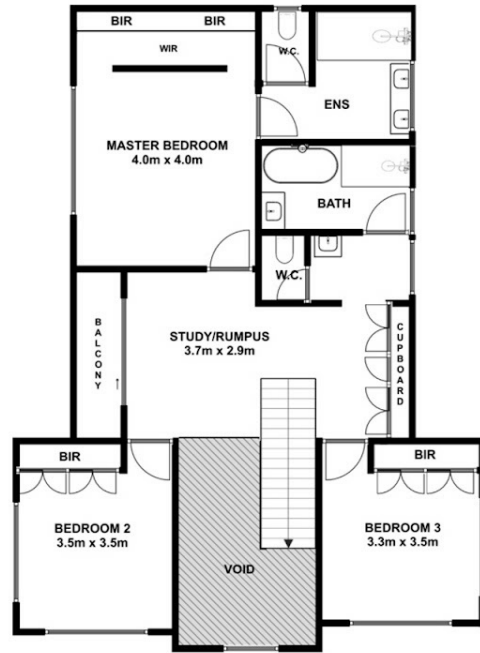 BIR BIR
WIR
W.C.
ENS
MASTER BEDROOM
4.0m x 4.0m
BATH
W.C.
BALCONY
STUDY/RUMPUS
3.7m x 2.9m
CUPBOARD
BIR
BIR
BEDROOM 2
3.5m x 3.5m
BEDROOM 3
3.3m x 3.5m
VOID